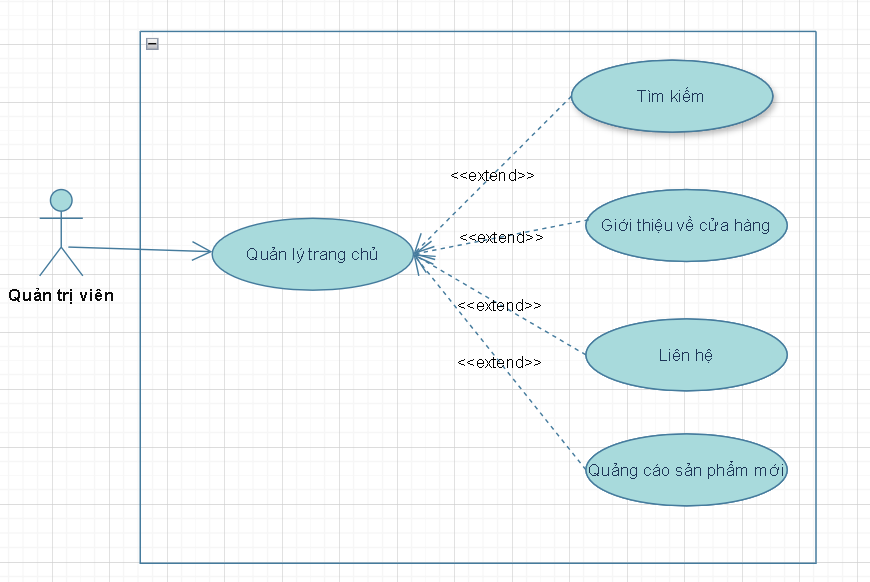 Tìm kiếm
<<extend>>
Giới thiệu về cửa hàng
<<extend>>
Quản lý trang chủ
Quản trị viên
<<extend>>
Liên hệ
<<extend>>
Quảng cáo sản phẩm mới